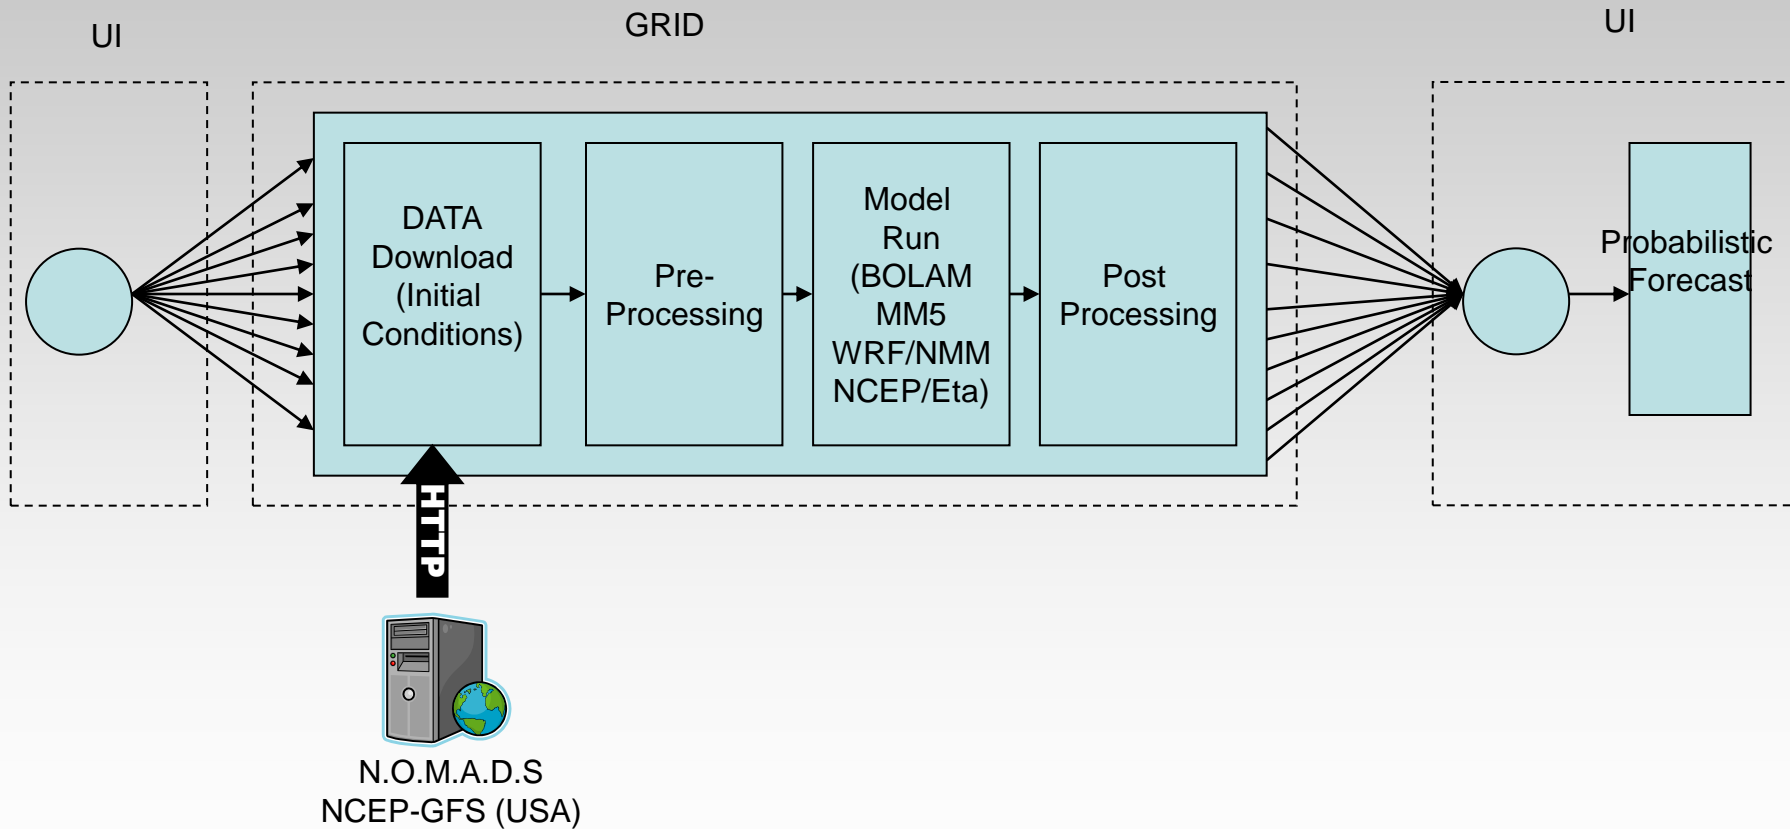 UI
GRID
UI
DATA
Download
(Initial
Conditions)
Pre-
Processing
Model
Run
(BOLAM
MM5
WRF/NMM
NCEP/Eta)
Post
Processing
Probabilistic
Forecast
HTTP
N.O.M.A.D.S
NCEP-GFS (USA)